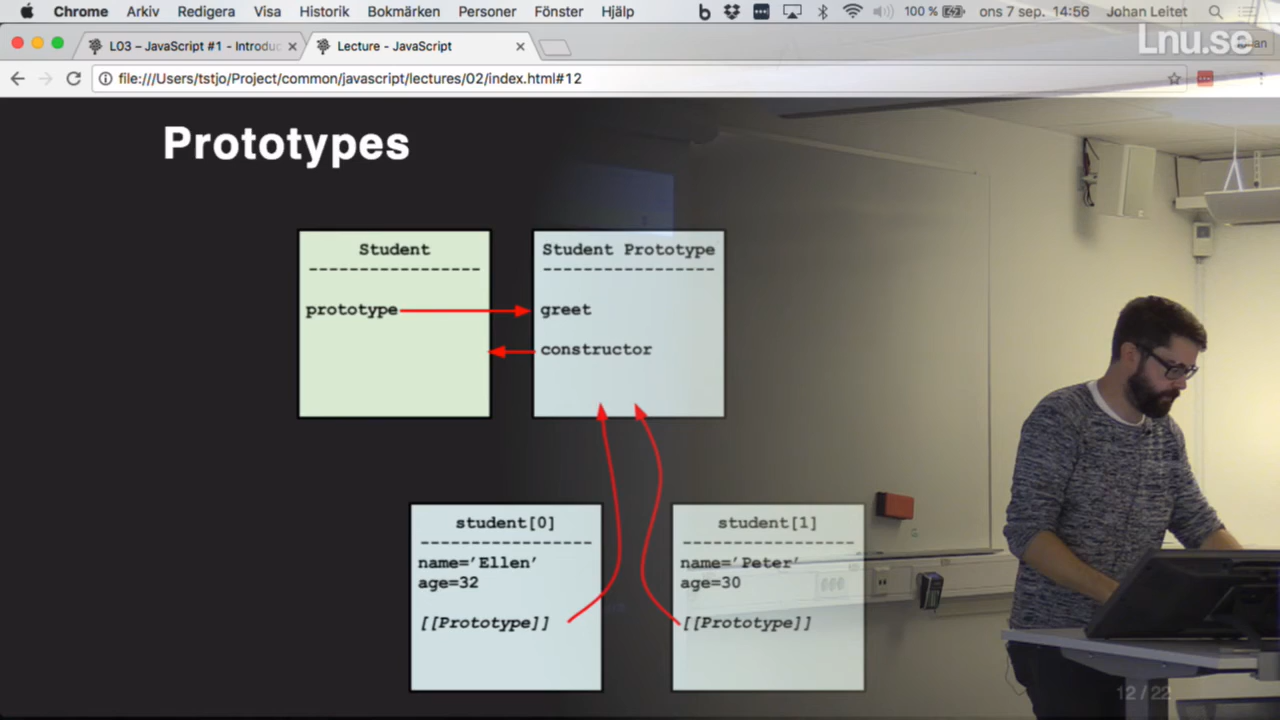 Chrome Arkiv Redigera Visa Historik Bokmärken Personer Fönster Hjälp 100 % ons 7 sep. 14:56 Johan Leitet
L03 – JavaScript #1 - Introduc
Lecture - JavaScript
Lnu.se
file:///Users/tstjo/Project/common/javascript/lectures/02/index.html#12
Prototypes
Student
-----------------
prototype
Student Prototype
-----------------
greet
constructor
student[0]
-----------------
name=’Ellen’
age=32
[[Prototype]]
student[1]
-----------------
name=’Peter’
age=30
[[Prototype]]
12 / 22